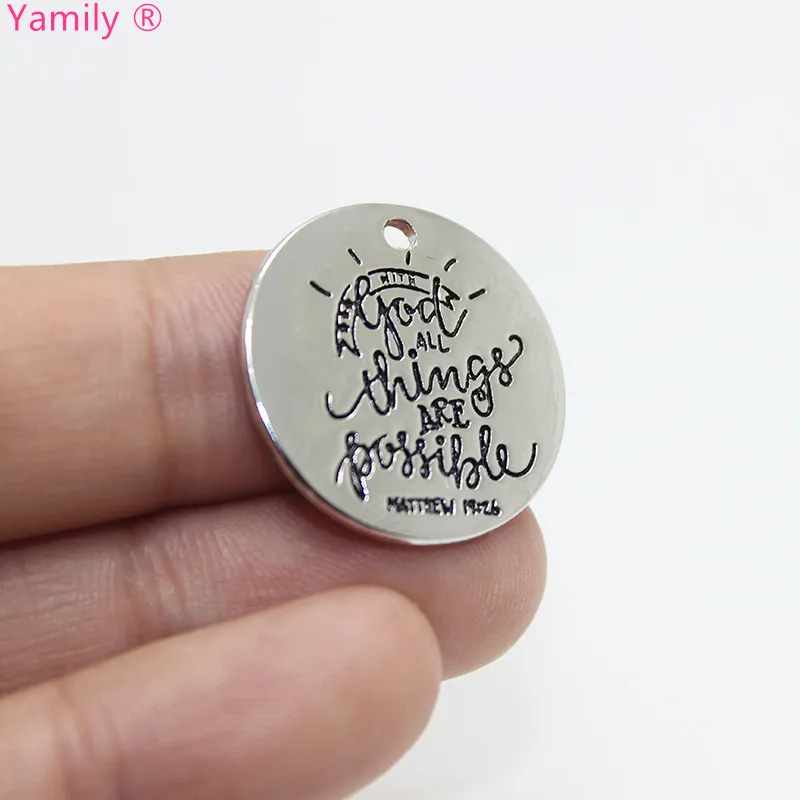 Yamily ®
WITH
God
ALL
things
ARE
possible
MATTHEW 19:26